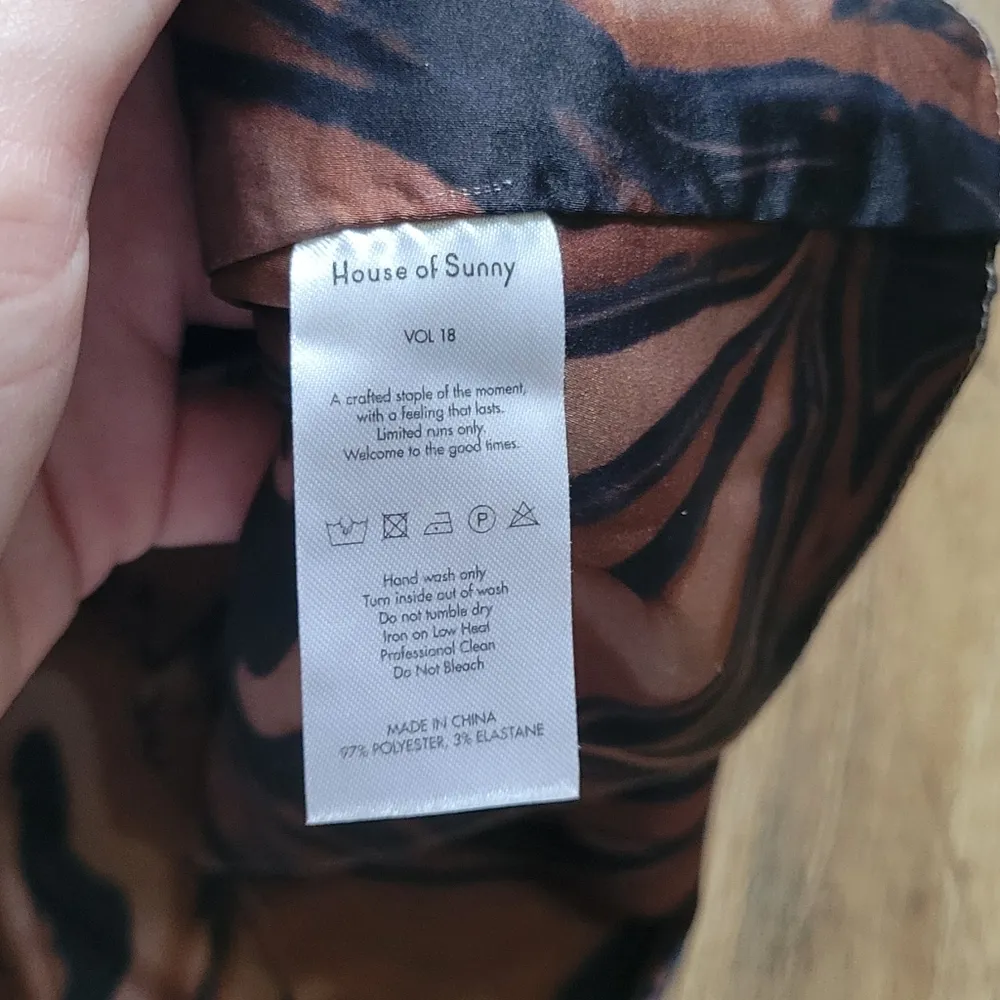 House of Sunny
VOL 18
A crafted staple of the moment,
with a feeling that lasts.
Limited runs only.
Welcome to the good times.
P
Hand wash only
Turn inside out of wash
Do not tumble dry
Iron on Low Heat
Professional Clean
Do Not Bleach
MADE IN CHINA
97% POLYESTER, 3% ELASTANE